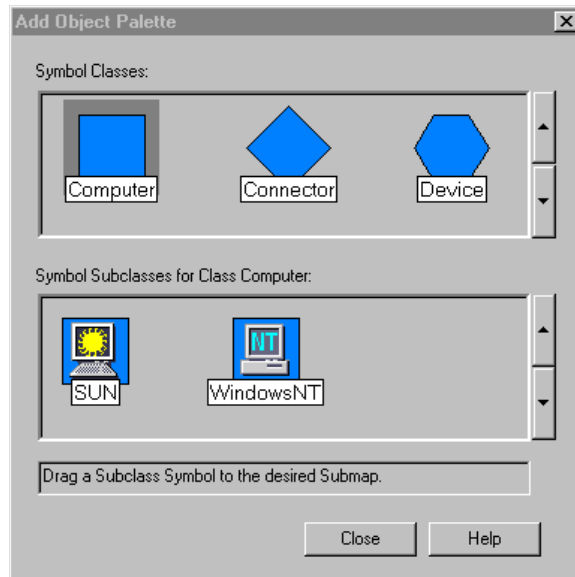 Add Object Palette
Symbol Classes:
Computer
Connector
Device
Symbol Subclasses for Class Computer:
NT
SUN
WindowsNT
Drag a Subclass Symbol to the desired Submap.
Close
Help